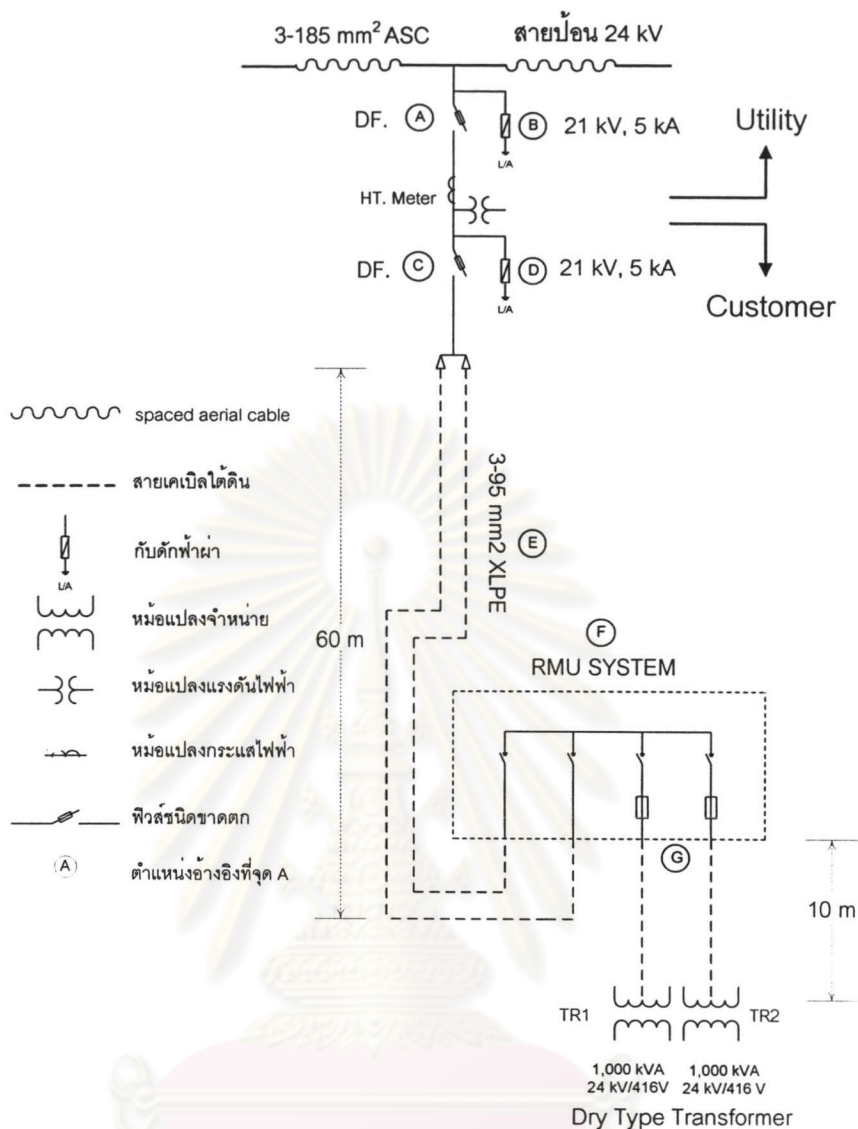 3-185 mm² ASC
สายป้อน 24 kV
DF. A
B 21 kV, 5 kA
L/A
Utility
HT. Meter
DF. C
D 21 kV, 5 kA
L/A
Customer
spaced aerial cable
สายเคเบิลใต้ดิน
กับดักฟ้าผ่า
L/A
หม้อแปลงจำหน่าย
หม้อแปลงแรงดันไฟฟ้า
หม้อแปลงกระแสไฟฟ้า
ฟิวส์ชนิดขาดตก
A ตำแหน่งอ้างอิงที่จุด A
60 m
3-95 mm2 XLPE
E
F
RMU SYSTEM
G
10 m
TR1
TR2
1,000 kVA 1,000 kVA
24 kV/416V 24 kV/416 V
Dry Type Transformer